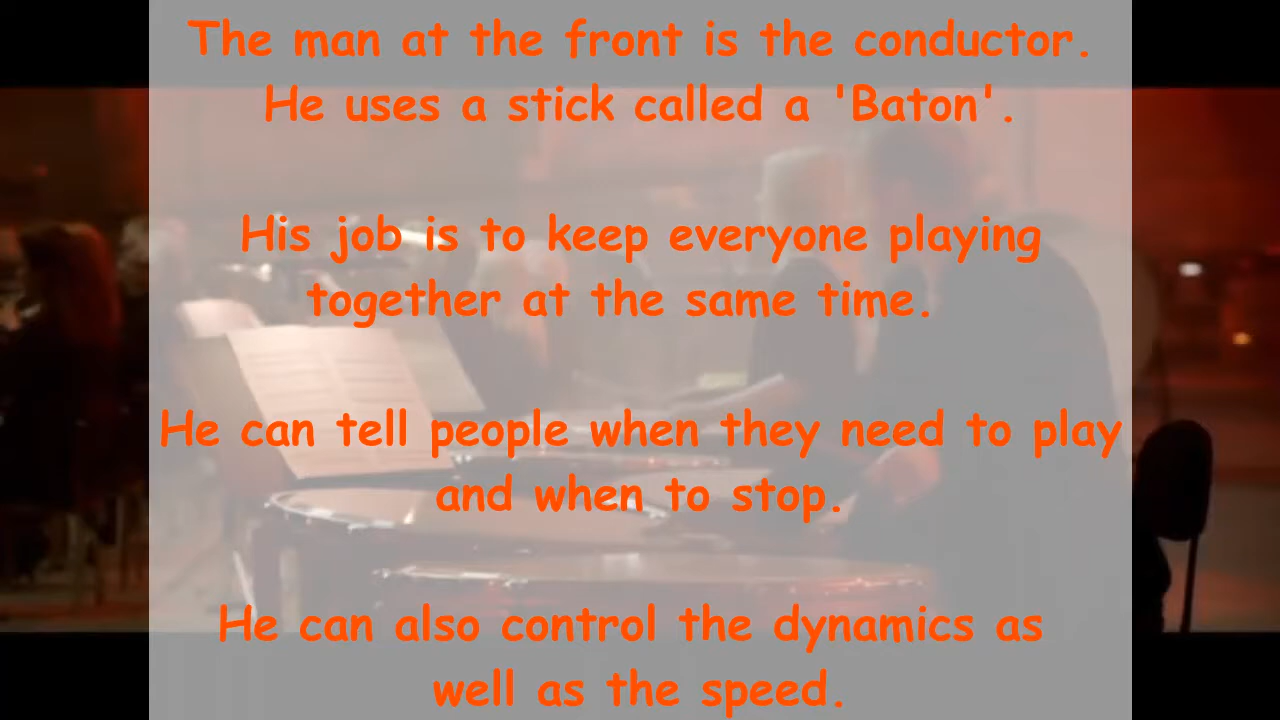 The man at the front is the conductor.
He uses a stick called a 'Baton'.
His job is to keep everyone playing
together at the same time.
He can tell people when they need to play
and when to stop.
He can also control the dynamics as
well as the speed.